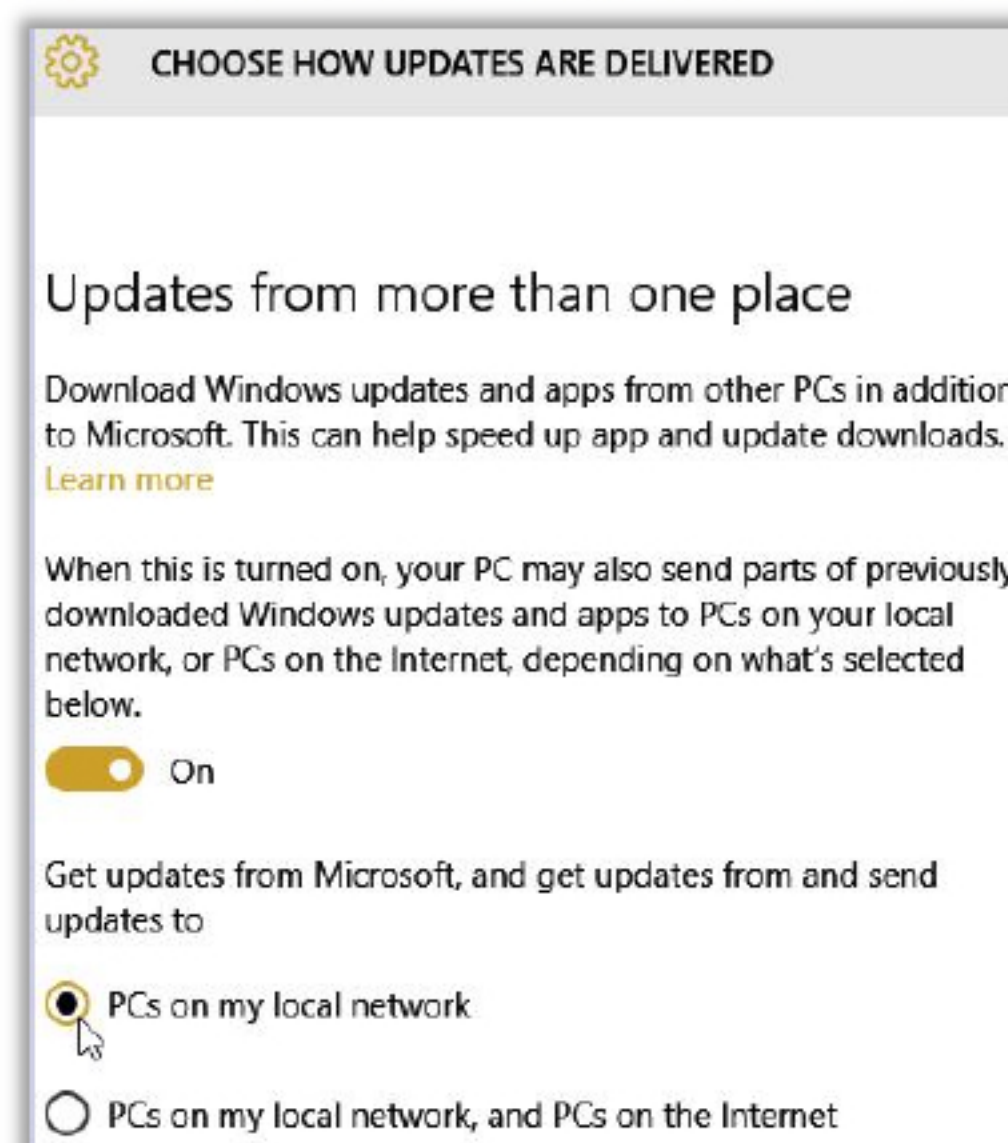 CHOOSE HOW UPDATES ARE DELIVERED
Updates from more than one place
Download Windows updates and apps from other PCs in addition
to Microsoft. This can help speed up app and update downloads.
Learn more
When this is turned on, your PC may also send parts of previously
downloaded Windows updates and apps to PCs on your local
network, or PCs on the Internet, depending on what's selected
below.
On
Get updates from Microsoft, and get updates from and send
updates to
PCs on my local network
PCs on my local network, and PCs on the Internet